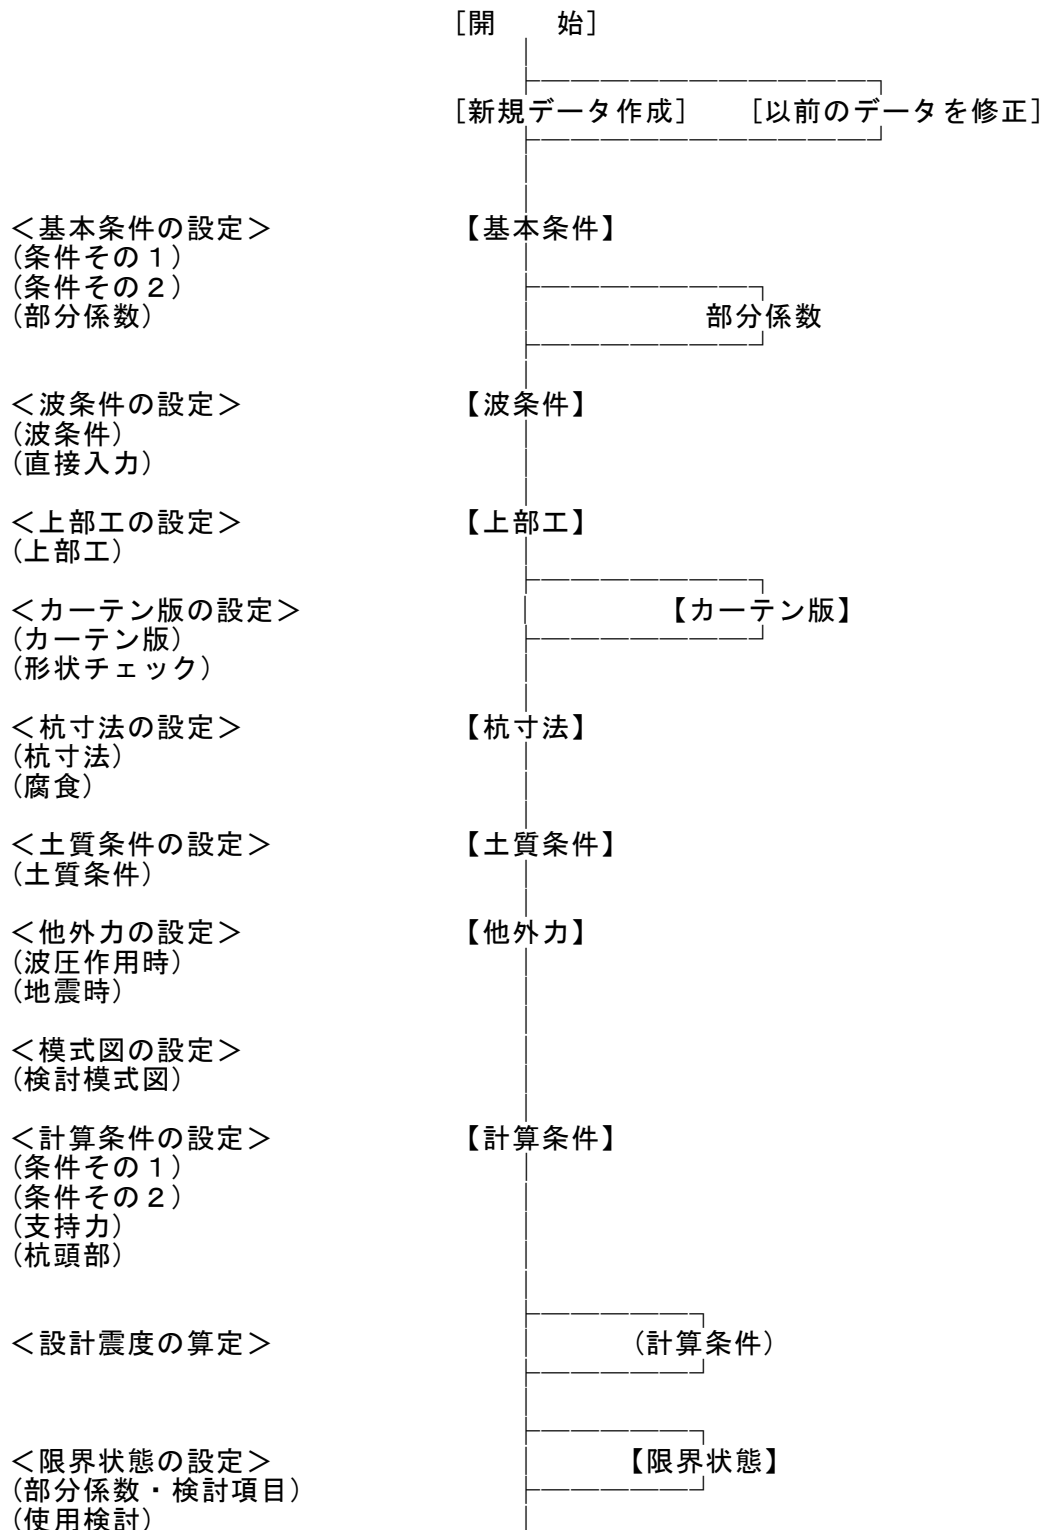 ［開　　始］
［新規データ作成］　　［以前のデータを修正］
＜基本条件の設定＞　　【基本条件】
（条件その１）
（条件その２）
（部分係数）　　部分係数
＜波条件の設定＞　　【波条件】
（波条件）
（直接入力）
＜上部工の設定＞　　【上部工】
（上部工）
＜カーテン版の設定＞　　【カーテン版】
（カーテン版）
（形状チェック）
＜杭寸法の設定＞　　【杭寸法】
（杭寸法）
（腐食）
＜土質条件の設定＞　　【土質条件】
（土質条件）
＜他外力の設定＞　　【他外力】
（波圧作用時）
（地震時）
＜模式図の設定＞
（検討模式図）
＜計算条件の設定＞　　【計算条件】
（条件その１）
（条件その２）
（支持力）
（杭頭部）
＜設計震度の算定＞　　（計算条件）
＜限界状態の設定＞　　【限界状態】
（部分係数・検討項目）
（使用検討）